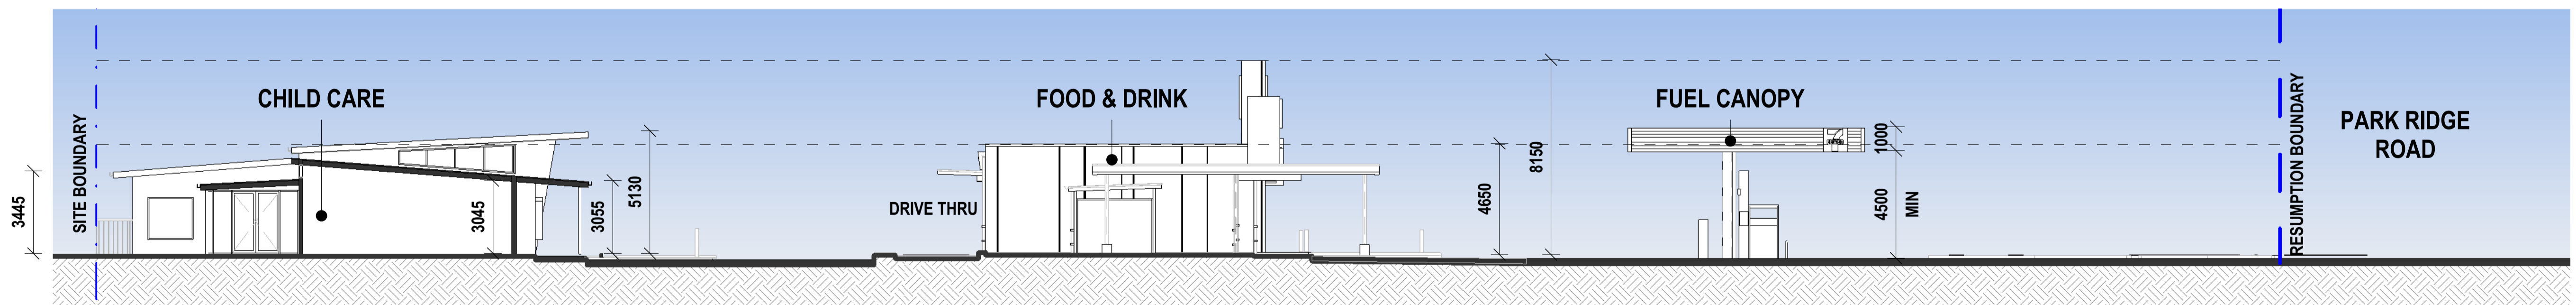 3445
SITE BOUNDARY
CHILD CARE
3045
3055
5130
DRIVE THRU
FOOD & DRINK
4650
8150
FUEL CANOPY
1000
4500
MIN
RESUMPTION BOUNDARY
PARK RIDGE
ROAD